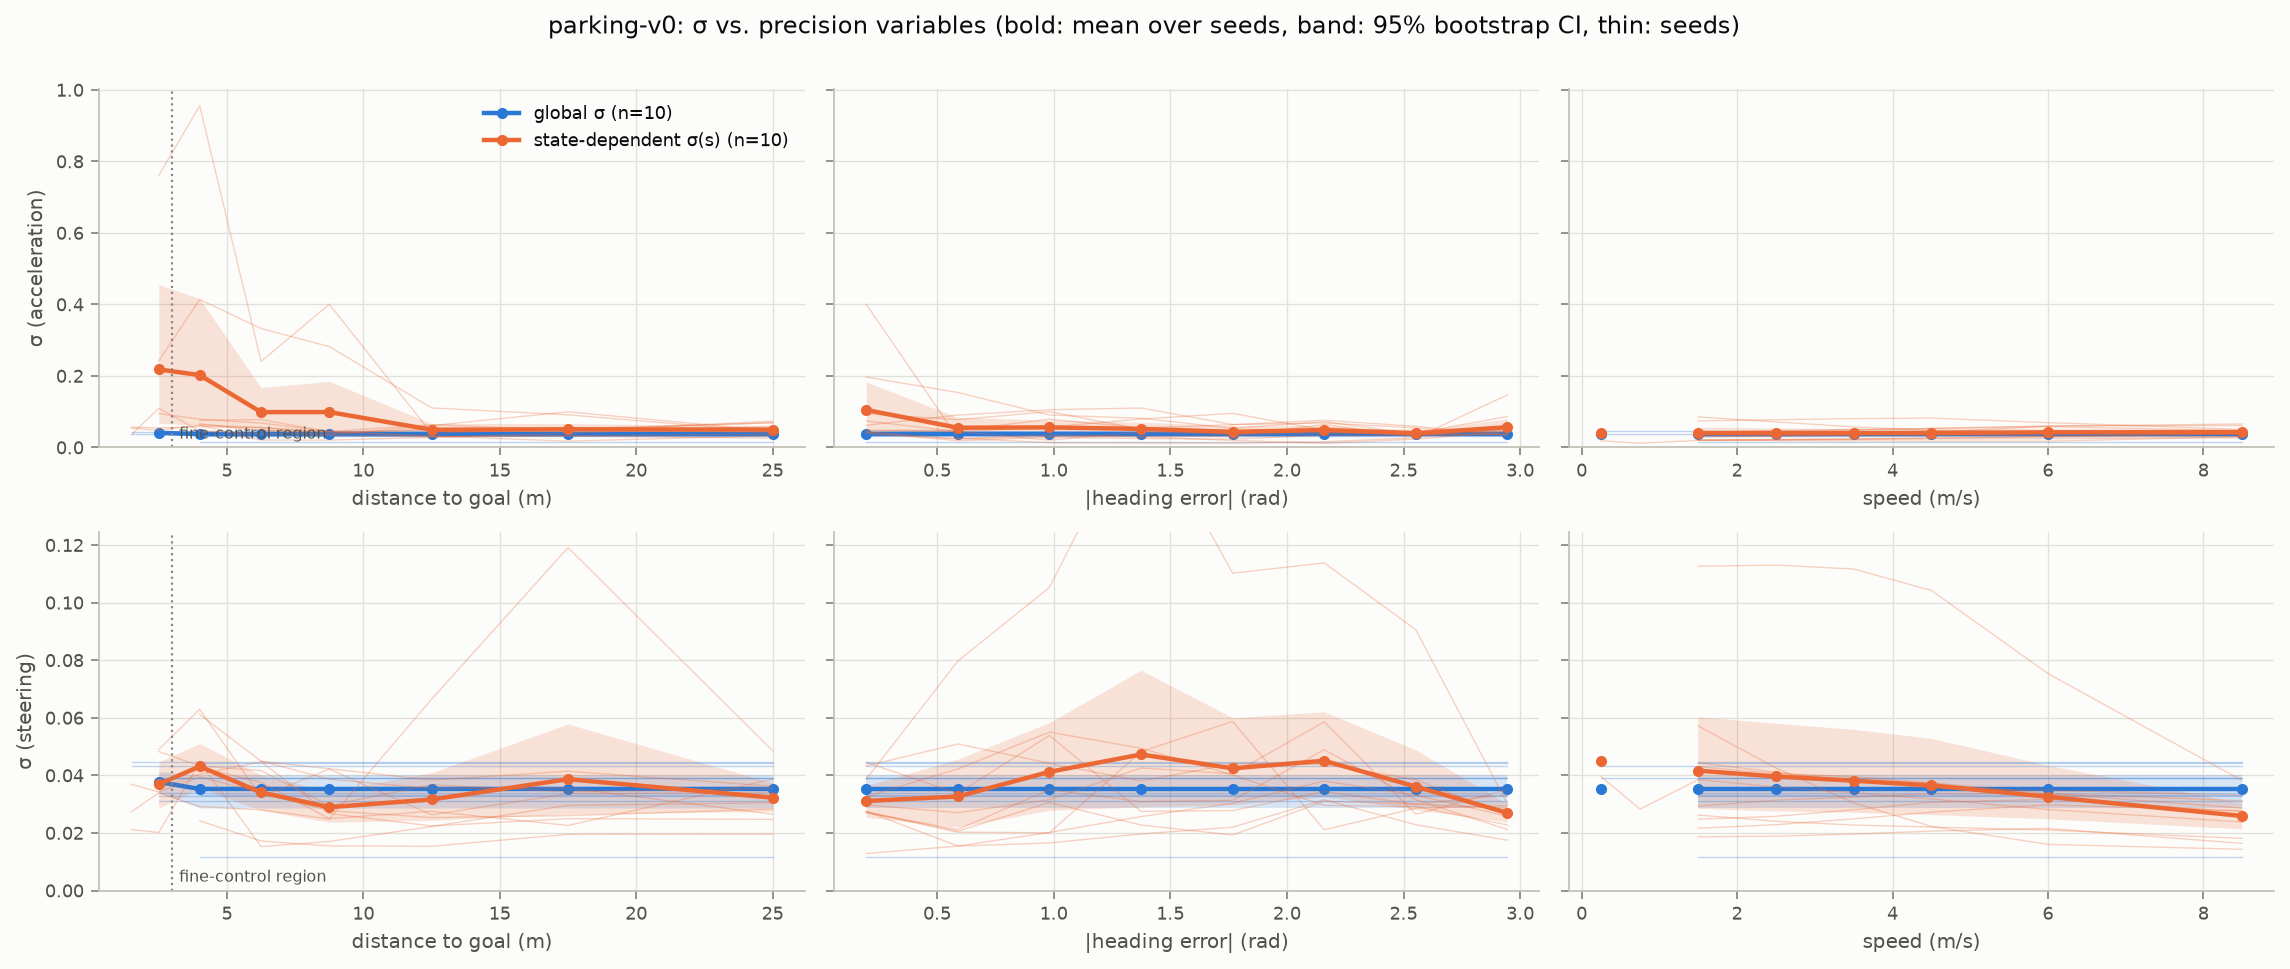 parking-v0: σ vs. precision variables (bold: mean over seeds, band: 95% bootstrap CI, thin: seeds)
σ (acceleration)
1.0
0.8
0.6
0.4
0.2
0.0
global σ (n=10)
state-dependent σ(s) (n=10)
fine-control region
5 10 15 20 25
distance to goal (m)
0.5 1.0 1.5 2.0 2.5 3.0
|heading error| (rad)
0 2 4 6 8
speed (m/s)
σ (steering)
0.12
0.10
0.08
0.06
0.04
0.02
0.00
fine-control region
5 10 15 20 25
distance to goal (m)
0.5 1.0 1.5 2.0 2.5 3.0
|heading error| (rad)
0 2 4 6 8
speed (m/s)